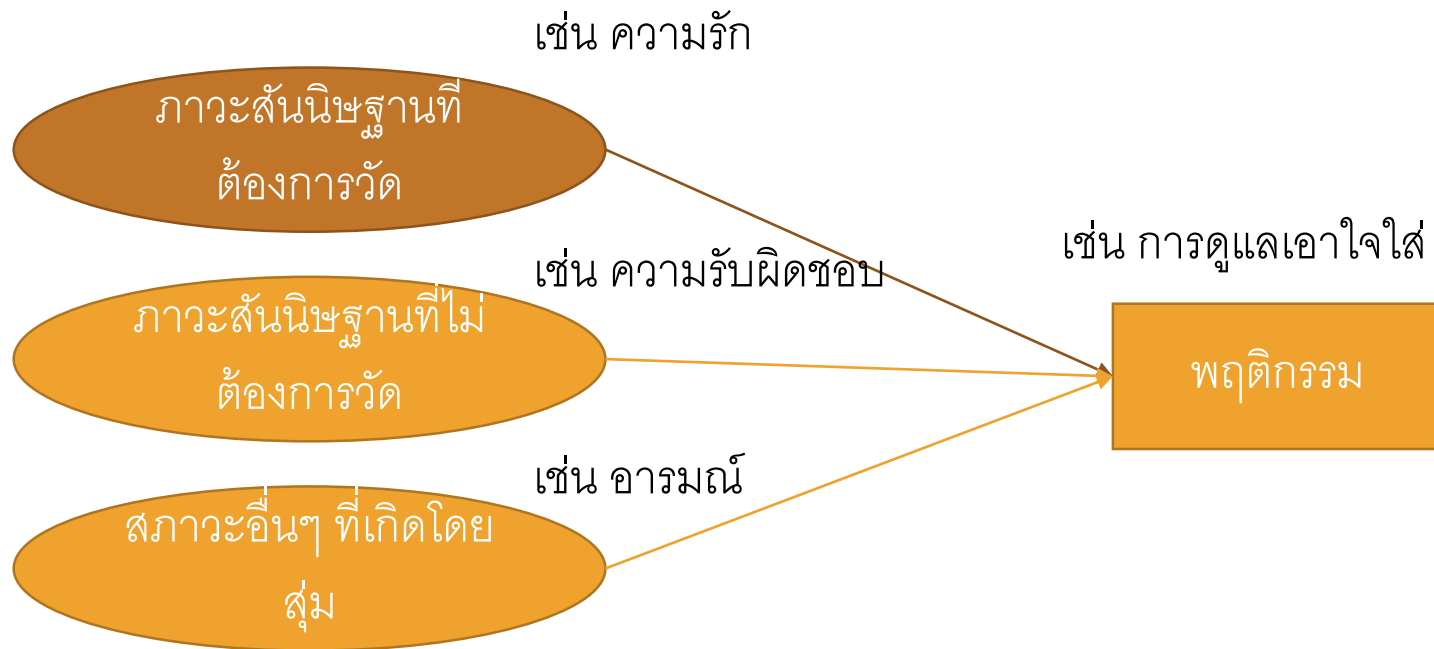 เช่น ความรัก
ภาวะสันนิษฐานที่
ต้องการวัด
เช่น ความรับผิดชอบ
ภาวะสันนิษฐานที่ไม่
ต้องการวัด
เช่น อารมณ์
สภาวะอื่นๆ ที่เกิดโดย
สุ่ม
เช่น การดูแลเอาใจใส่
พฤติกรรม